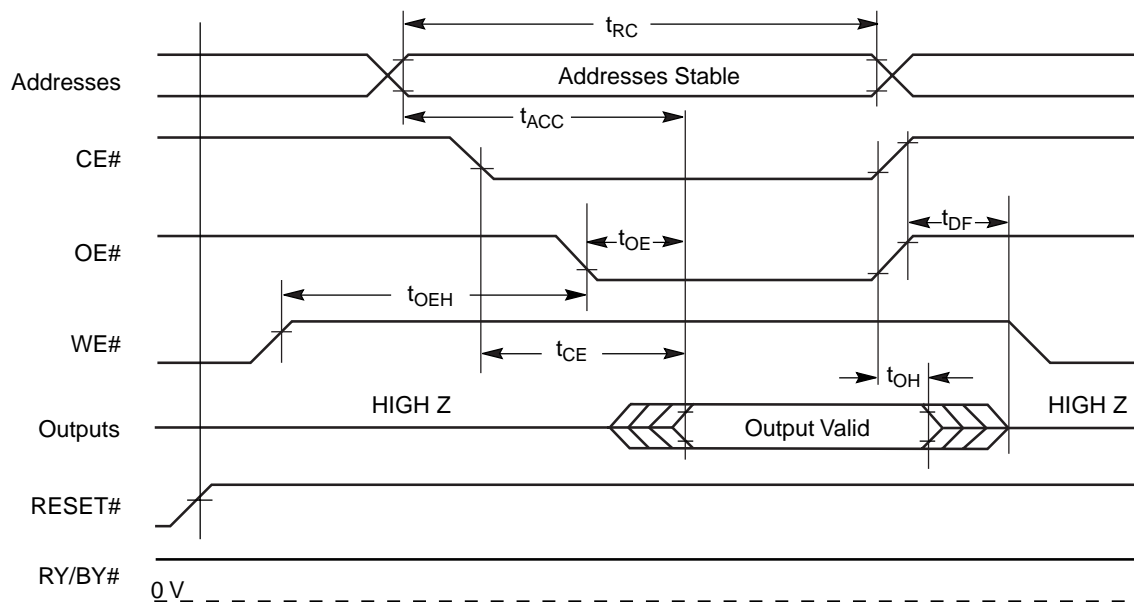 tRC
Addresses
Addresses Stable
tACC
CE#
tDF
OE#
tOE
tOEH
WE#
tCE
tOH
HIGH Z
HIGH Z
Outputs
Output Valid
RESET#
RY/BY#
0 V